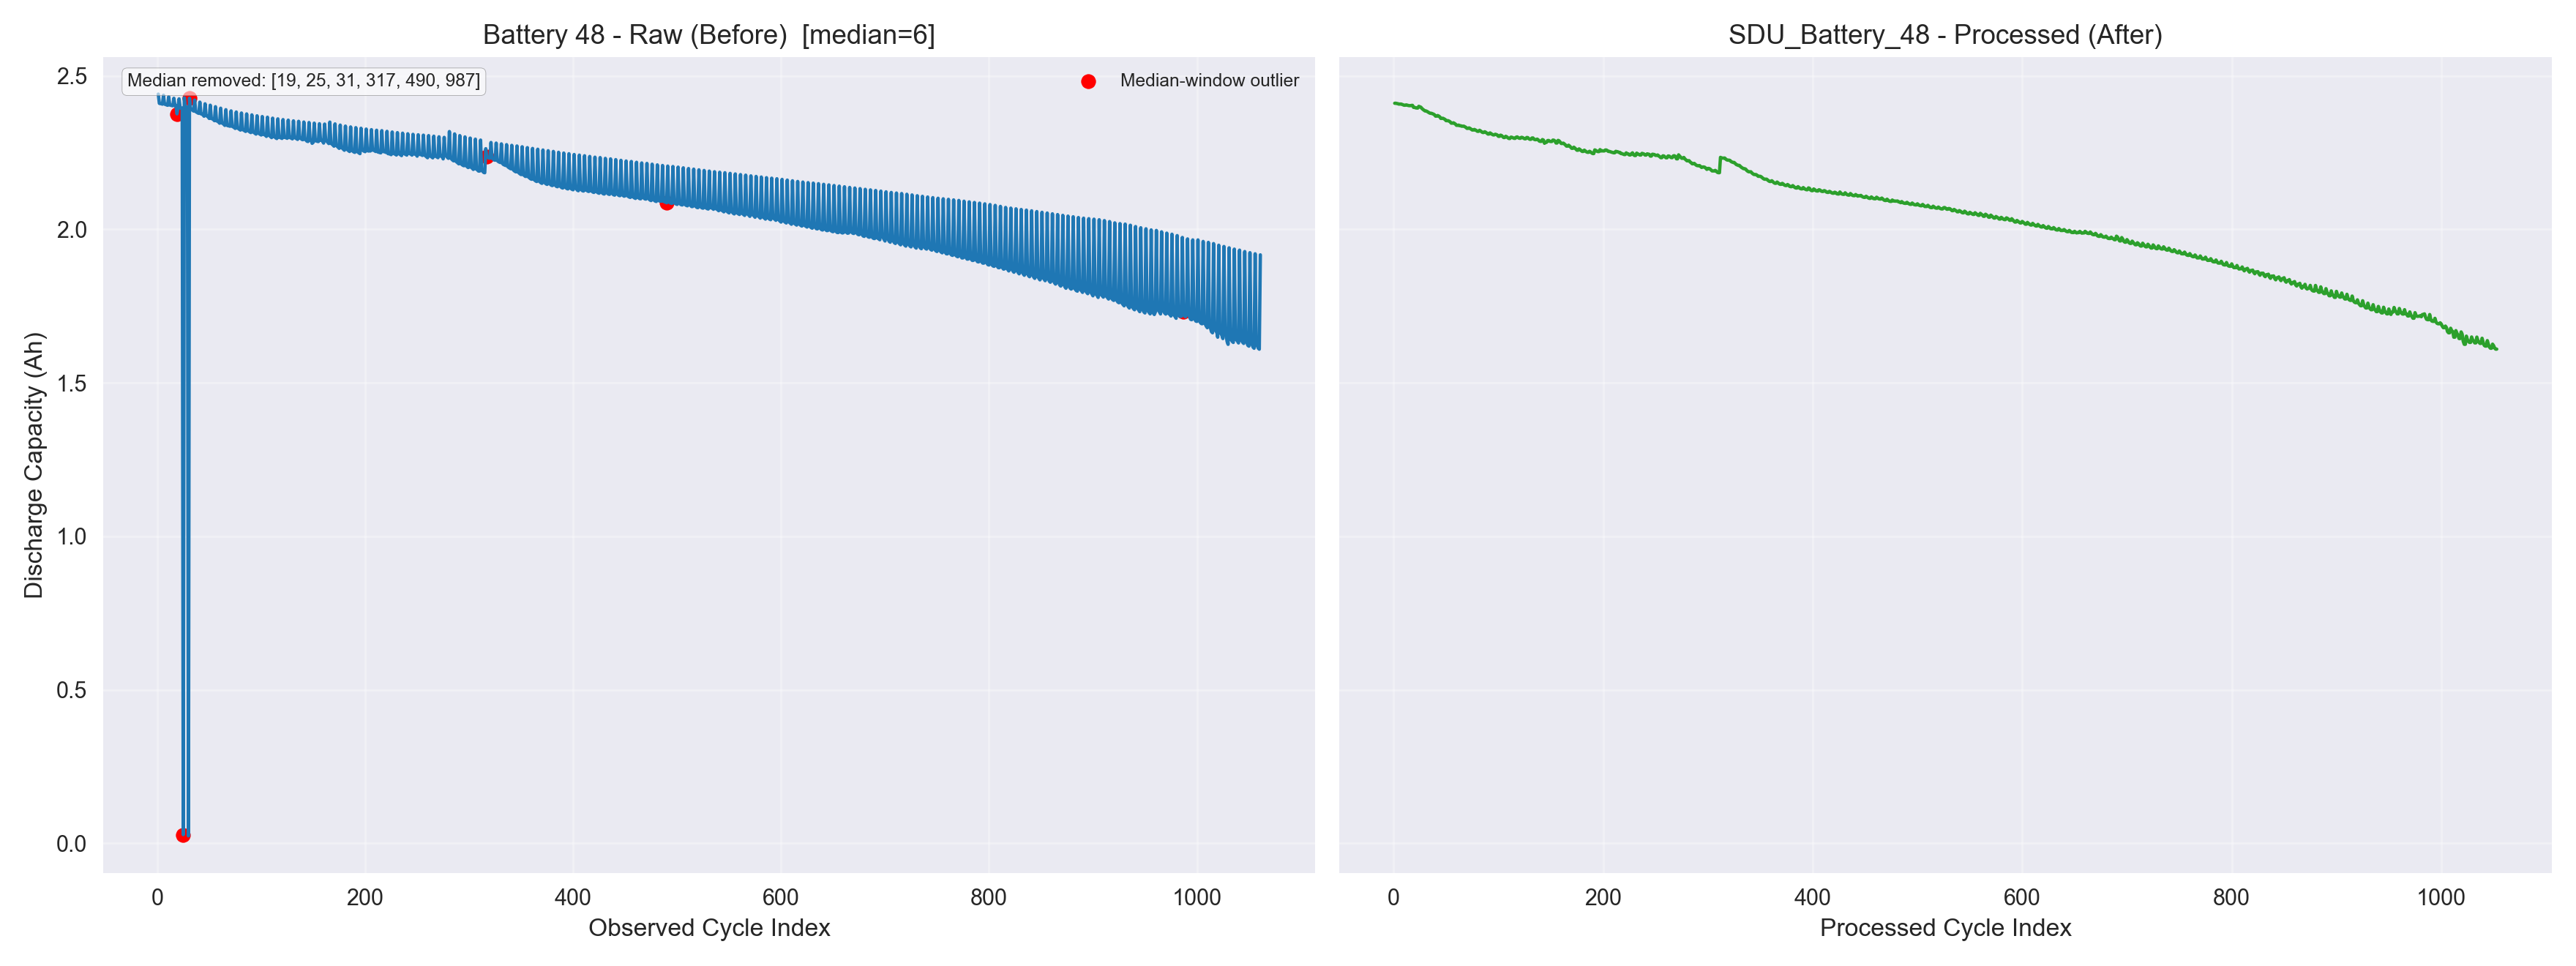 Battery 48 - Raw (Before)  [median=6]
Median removed: [19, 25, 31, 317, 490, 987]
Median-window outlier
Discharge Capacity (Ah)
2.5
2.0
1.5
1.0
0.5
0.0
0 200 400 600 800 1000
Observed Cycle Index
SDU_Battery_48 - Processed (After)
0 200 400 600 800 1000
Processed Cycle Index